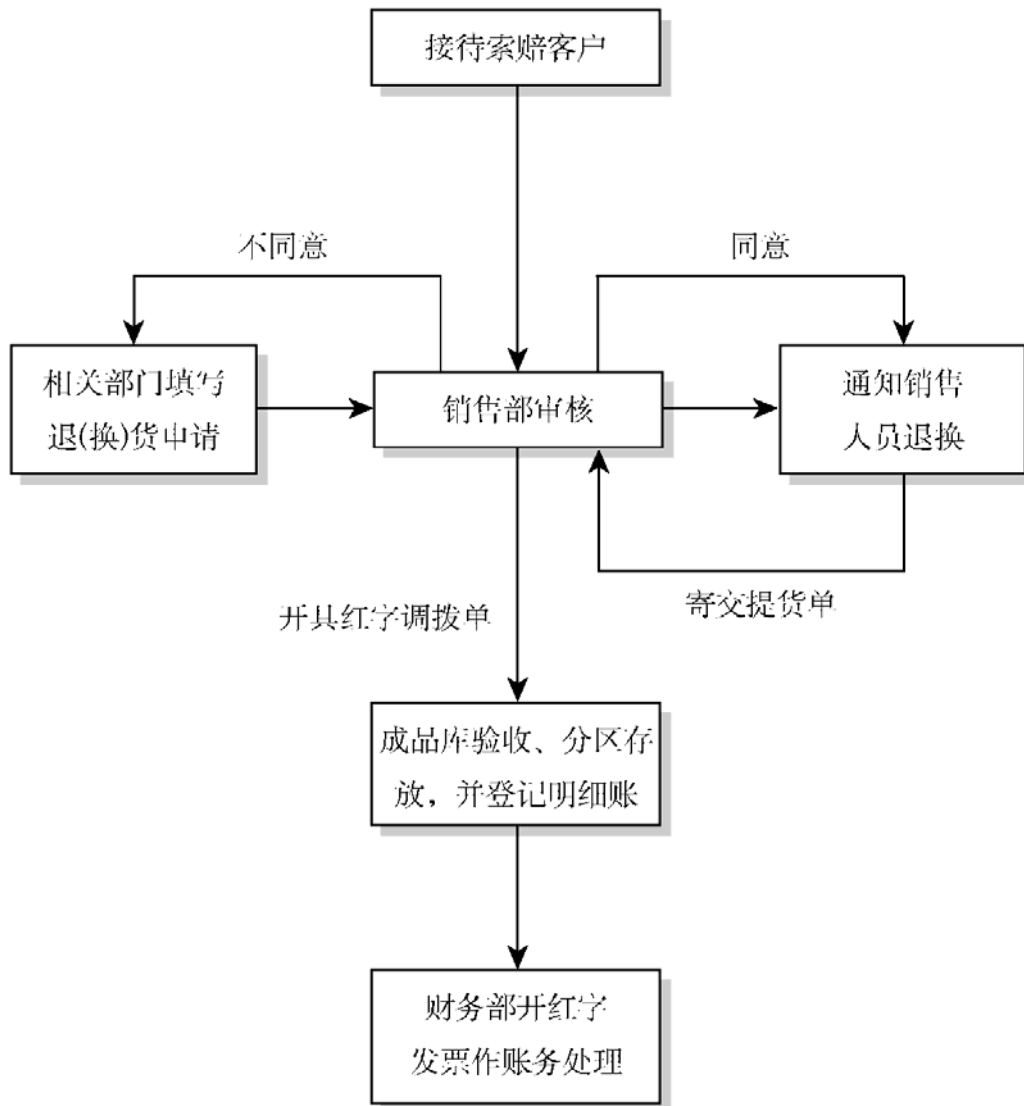 接待索赔客户
不同意
同意
相关部门填写
退(换)货申请
销售部审核
通知销售
人员退换
寄交提货单
开具红字调拨单
成品库验收、分区存
放，并登记明细账
财务部开红字
发票作账务处理